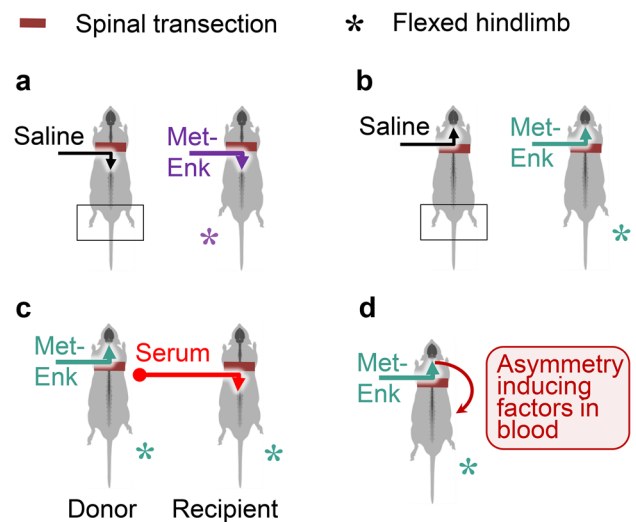 Spinal transection
* Flexed hindlimb
a
b
Saline
Met-
Enk
Saline
Met-
Enk
*
*
c
d
Met-
Enk
Serum
Met-
Enk
Asymmetry
inducing
factors in
blood
*
*
*
Donor
Recipient